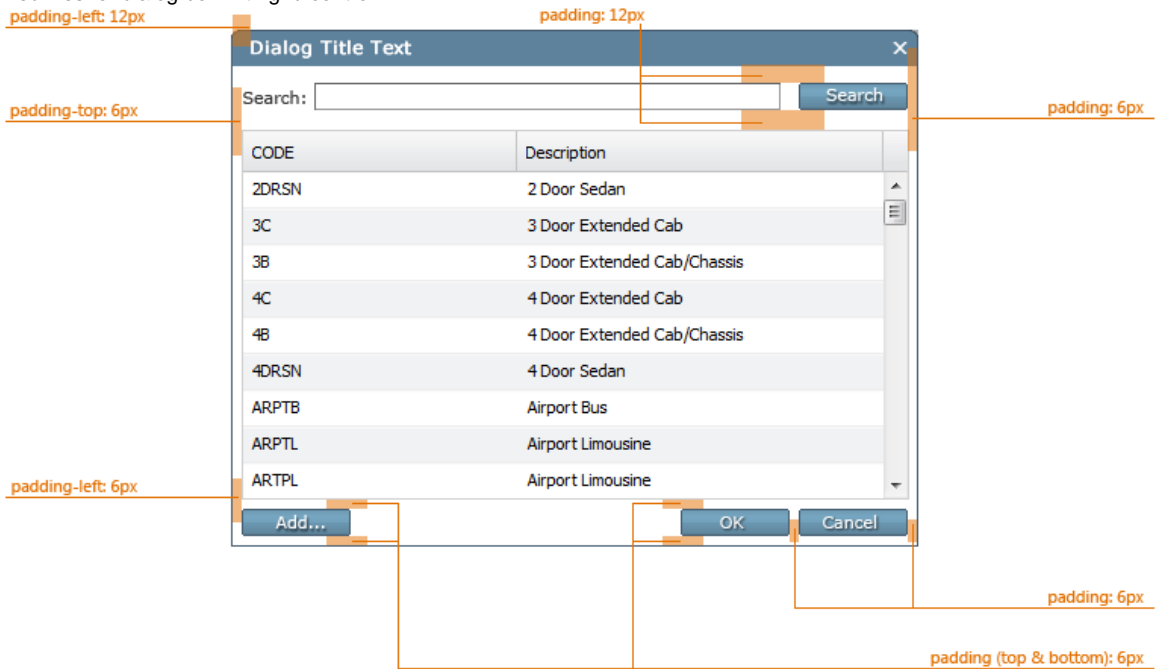 padding-left: 12px
padding: 12px
Dialog Title Text
Search:
Search
padding-top: 6px
padding: 6px
CODE Description
2DRSN 2 Door Sedan
3C 3 Door Extended Cab
3B 3 Door Extended Cab/Chassis
4C 4 Door Extended Cab
4B 4 Door Extended Cab/Chassis
4DRSN 4 Door Sedan
ARPTB Airport Bus
ARPTL Airport Limousine
ARTPL Airport Limousine
padding-left: 6px
Add...
OK
Cancel
padding: 6px
padding (top & bottom): 6px